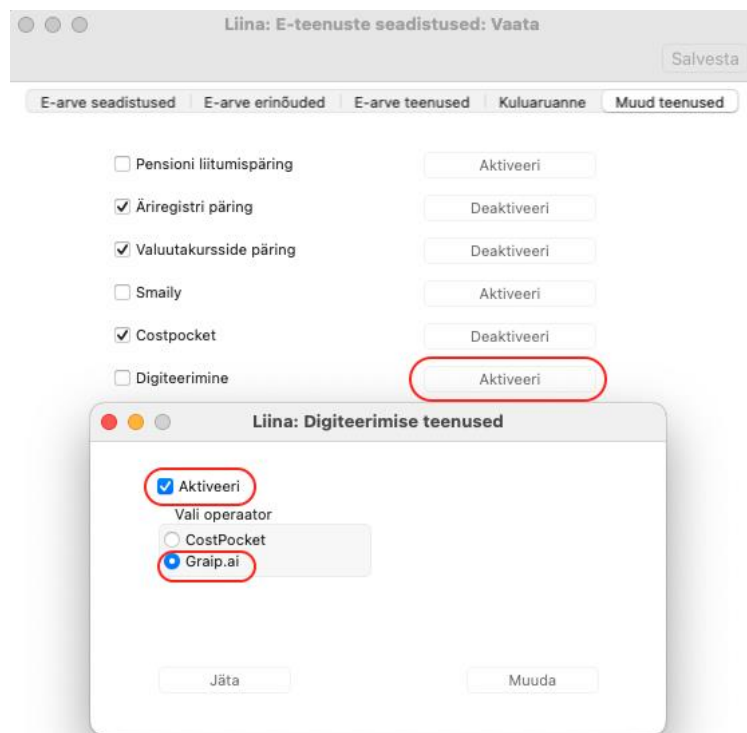 Liina: E-teenuste seadistused: Vaata
Salvesta
E-arve seadistused E-arve erinõuded E-arve teenused Kuluaruanne Muud teenused
Pensioni liitumispäring Aktiveeri
Äriregistri päring Deaktiveeri
Valuutakursside päring Deaktiveeri
Smaily Aktiveeri
Costpocket Deaktiveeri
Digiteerimine Aktiveeri
Liina: Digiteerimise teenused
Aktiveeri
Vali operaator
CostPocket
Graip.ai
Jäta Muuda